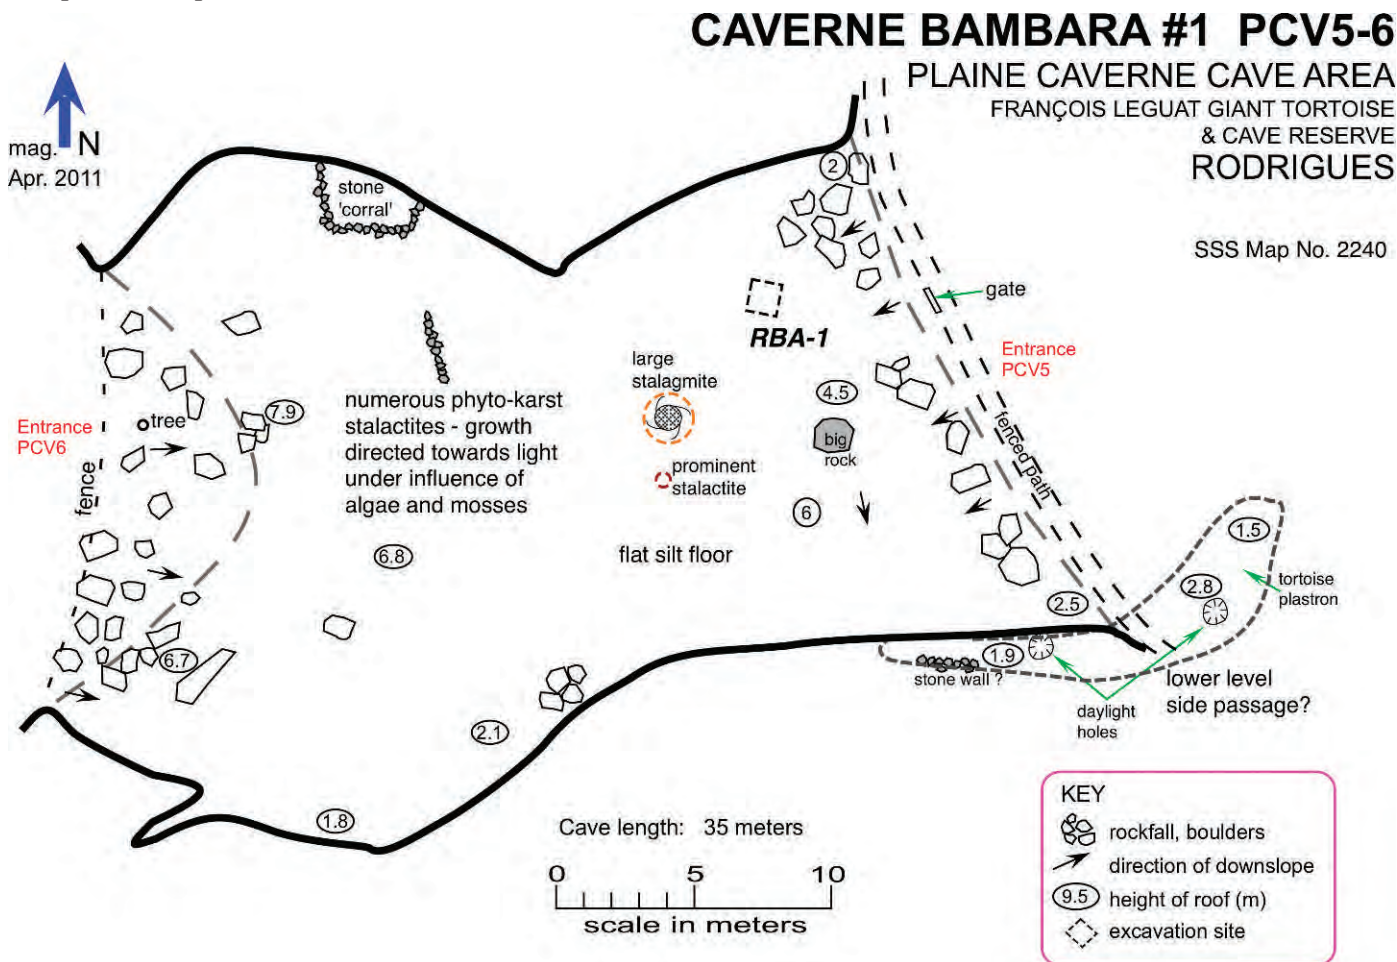 CAVERNE BAMBARA #1 PCV5-6
PLAINE CAVERNE CAVE AREA
FRANÇOIS LEGUAT GIANT TORTOISE
& CAVE RESERVE
RODRIGUES
SSS Map No. 2240
mag. N
Apr. 2011
stone
'corral'
2
gate
RBA-1
Entrance
PCV5
large
stalagmite
4.5
big
rock
numerous phyto-karst
stalactites - growth
directed towards light
under influence of
algae and mosses
7.9
tree
Entrance
PCV6
fence
prominent
stalactite
fenced path
6
6.8
flat silt floor
1.5
tortoise
plastron
2.8
2.5
1.9
stone wall ?
lower level
side passage?
daylight
holes
6.7
2.1
1.8
Cave length: 35 meters
0 5 10
scale in meters
KEY
rockfall, boulders
direction of downslope
9.5 height of roof (m)
excavation site